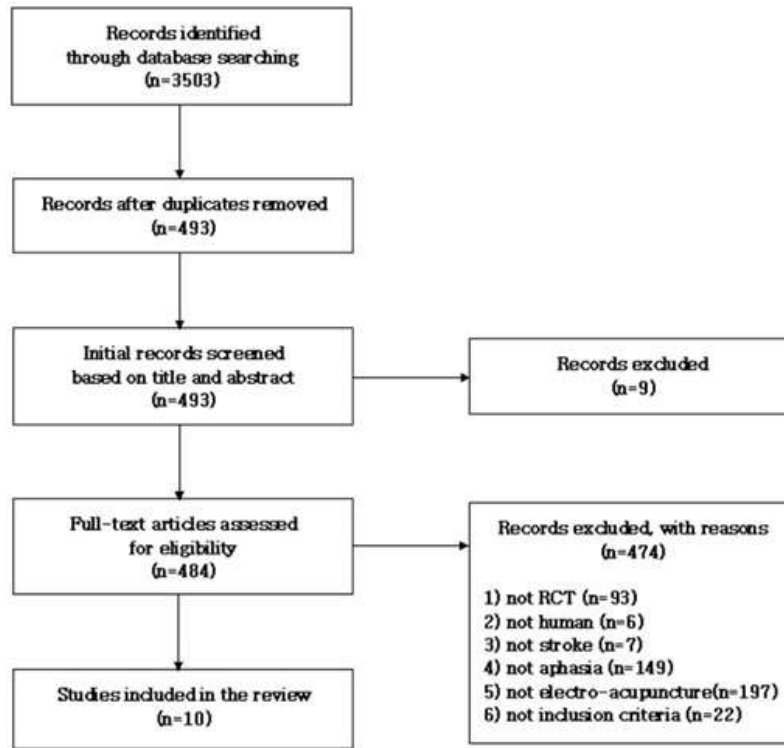 Records identified
through database searching
(n=3503)
Records after duplicates removed
(n=493)
Initial records screened
based on title and abstract
(n=493)
Records excluded
(n=9)
Full-text articles assessed
for eligibility
(n=484)
Records excluded, with reasons
(n=474)
1) not RCT (n=93)
2) not human (n=6)
3) not stroke (n=7)
4) not aphasia (n=149)
5) not electro-acupuncture(n=197)
6) not inclusion criteria (n=22)
Studies included in the review
(n=10)